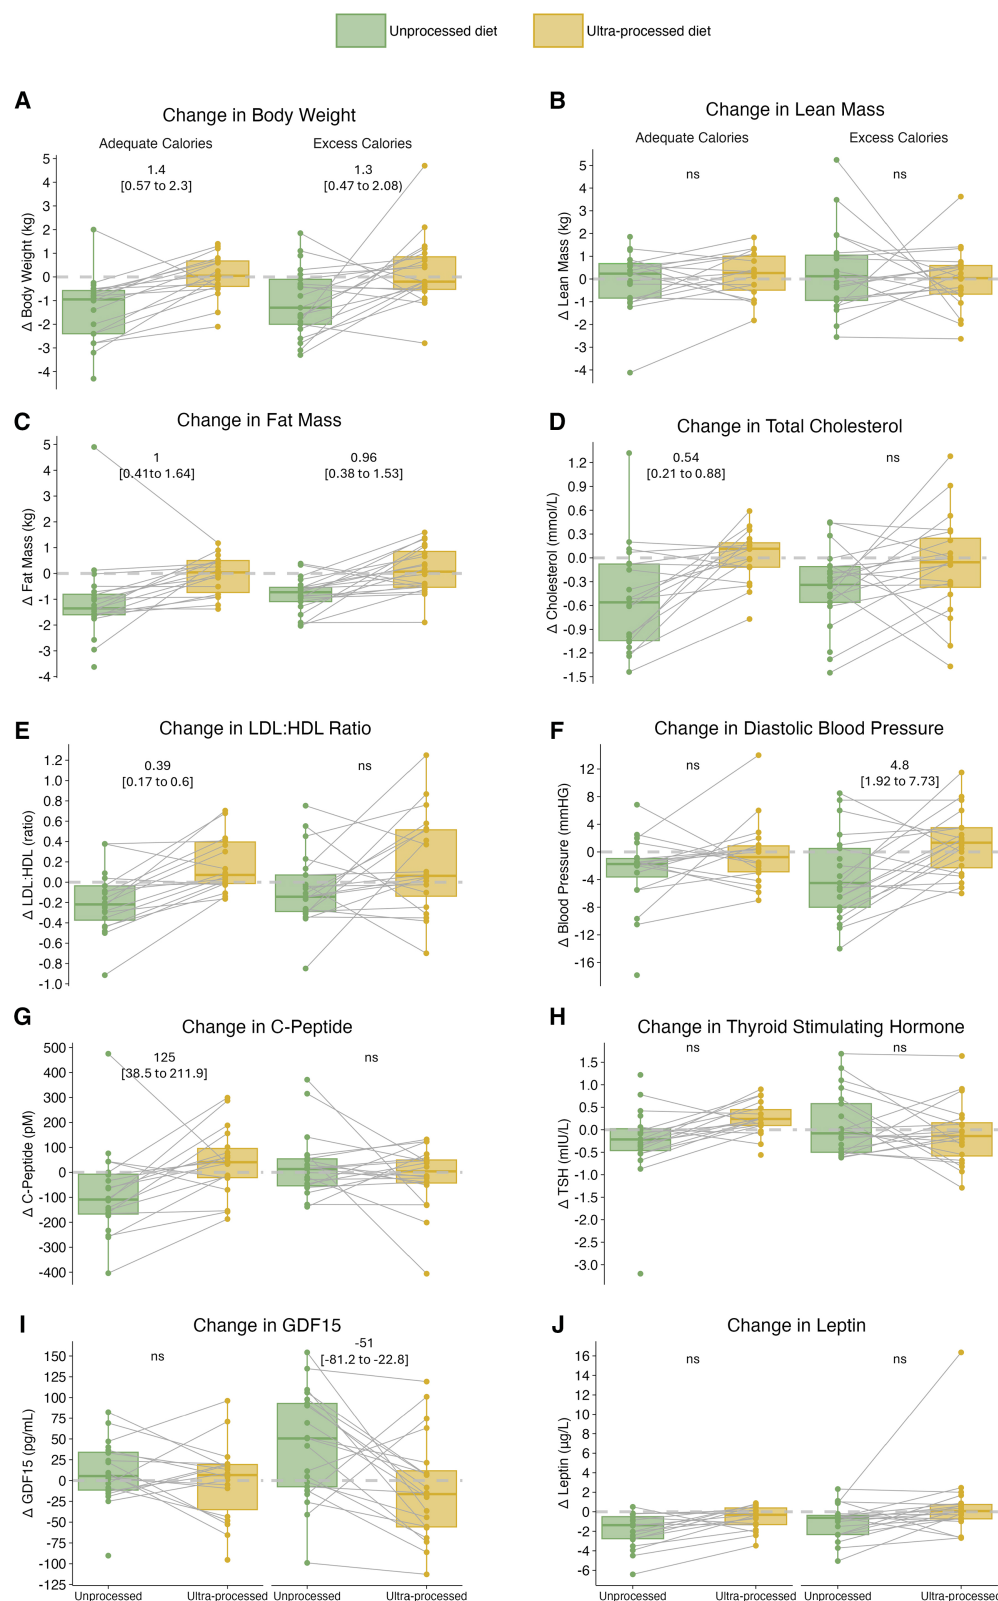 Unprocessed diet
Ultra-processed diet
A
Change in Body Weight
Adequate Calories
Excess Calories
1.4
[0.57 to 2.3]
1.3
[0.47 to 2.08)
Δ Body Weight (kg)
5
4
3
2
1
0
-1
-2
-3
-4
B
Change in Lean Mass
Adequate Calories
Excess Calories
ns
ns
Δ Lean Mass (kg)
5
4
3
2
1
0
-1
-2
-3
-4
C
Change in Fat Mass
1
[0.41to 1.64]
0.96
[0.38 to 1.53]
Δ Fat Mass (kg)
5
4
3
2
1
0
-1
-2
-3
-4
D
Change in Total Cholesterol
0.54
[0.21 to 0.88]
ns
Δ Cholesterol (mmol/L)
1.2
0.9
0.6
0.3
0.0
-0.3
-0.6
-0.9
-1.2
-1.5
E
Change in LDL:HDL Ratio
0.39
[0.17 to 0.6]
ns
Δ LDL:HDL (ratio)
1.2
1.0
0.8
0.6
0.4
0.2
0.0
-0.2
-0.4
-0.6
-0.8
-1.0
F
Change in Diastolic Blood Pressure
ns
4.8
[1.92 to 7.73]
Δ Blood Pressure (mmHG)
12
8
4
0
-4
-8
-12
-16
G
Change in C-Peptide
125
[38.5 to 211.9]
ns
Δ C-Peptide (pM)
500
400
300
200
100
0
-100
-200
-300
-400
H
Change in Thyroid Stimulating Hormone
ns
ns
Δ TSH (mIU/L)
1.5
1.0
0.5
0.0
-0.5
-1.0
-1.5
-2.0
-2.5
-3.0
I
Change in GDF15
ns
-51
[-81.2 to -22.8]
Δ GDF15 (pg/mL)
150
125
100
75
50
25
0
-25
-50
-75
-100
-125
Unprocessed
Ultra-processed
Unprocessed
Ultra-processed
J
Change in Leptin
ns
ns
Δ Leptin (µg/L)
16
14
12
10
8
6
4
2
0
-2
-4
-6
Unprocessed
Ultra-processed
Unprocessed
Ultra-processed